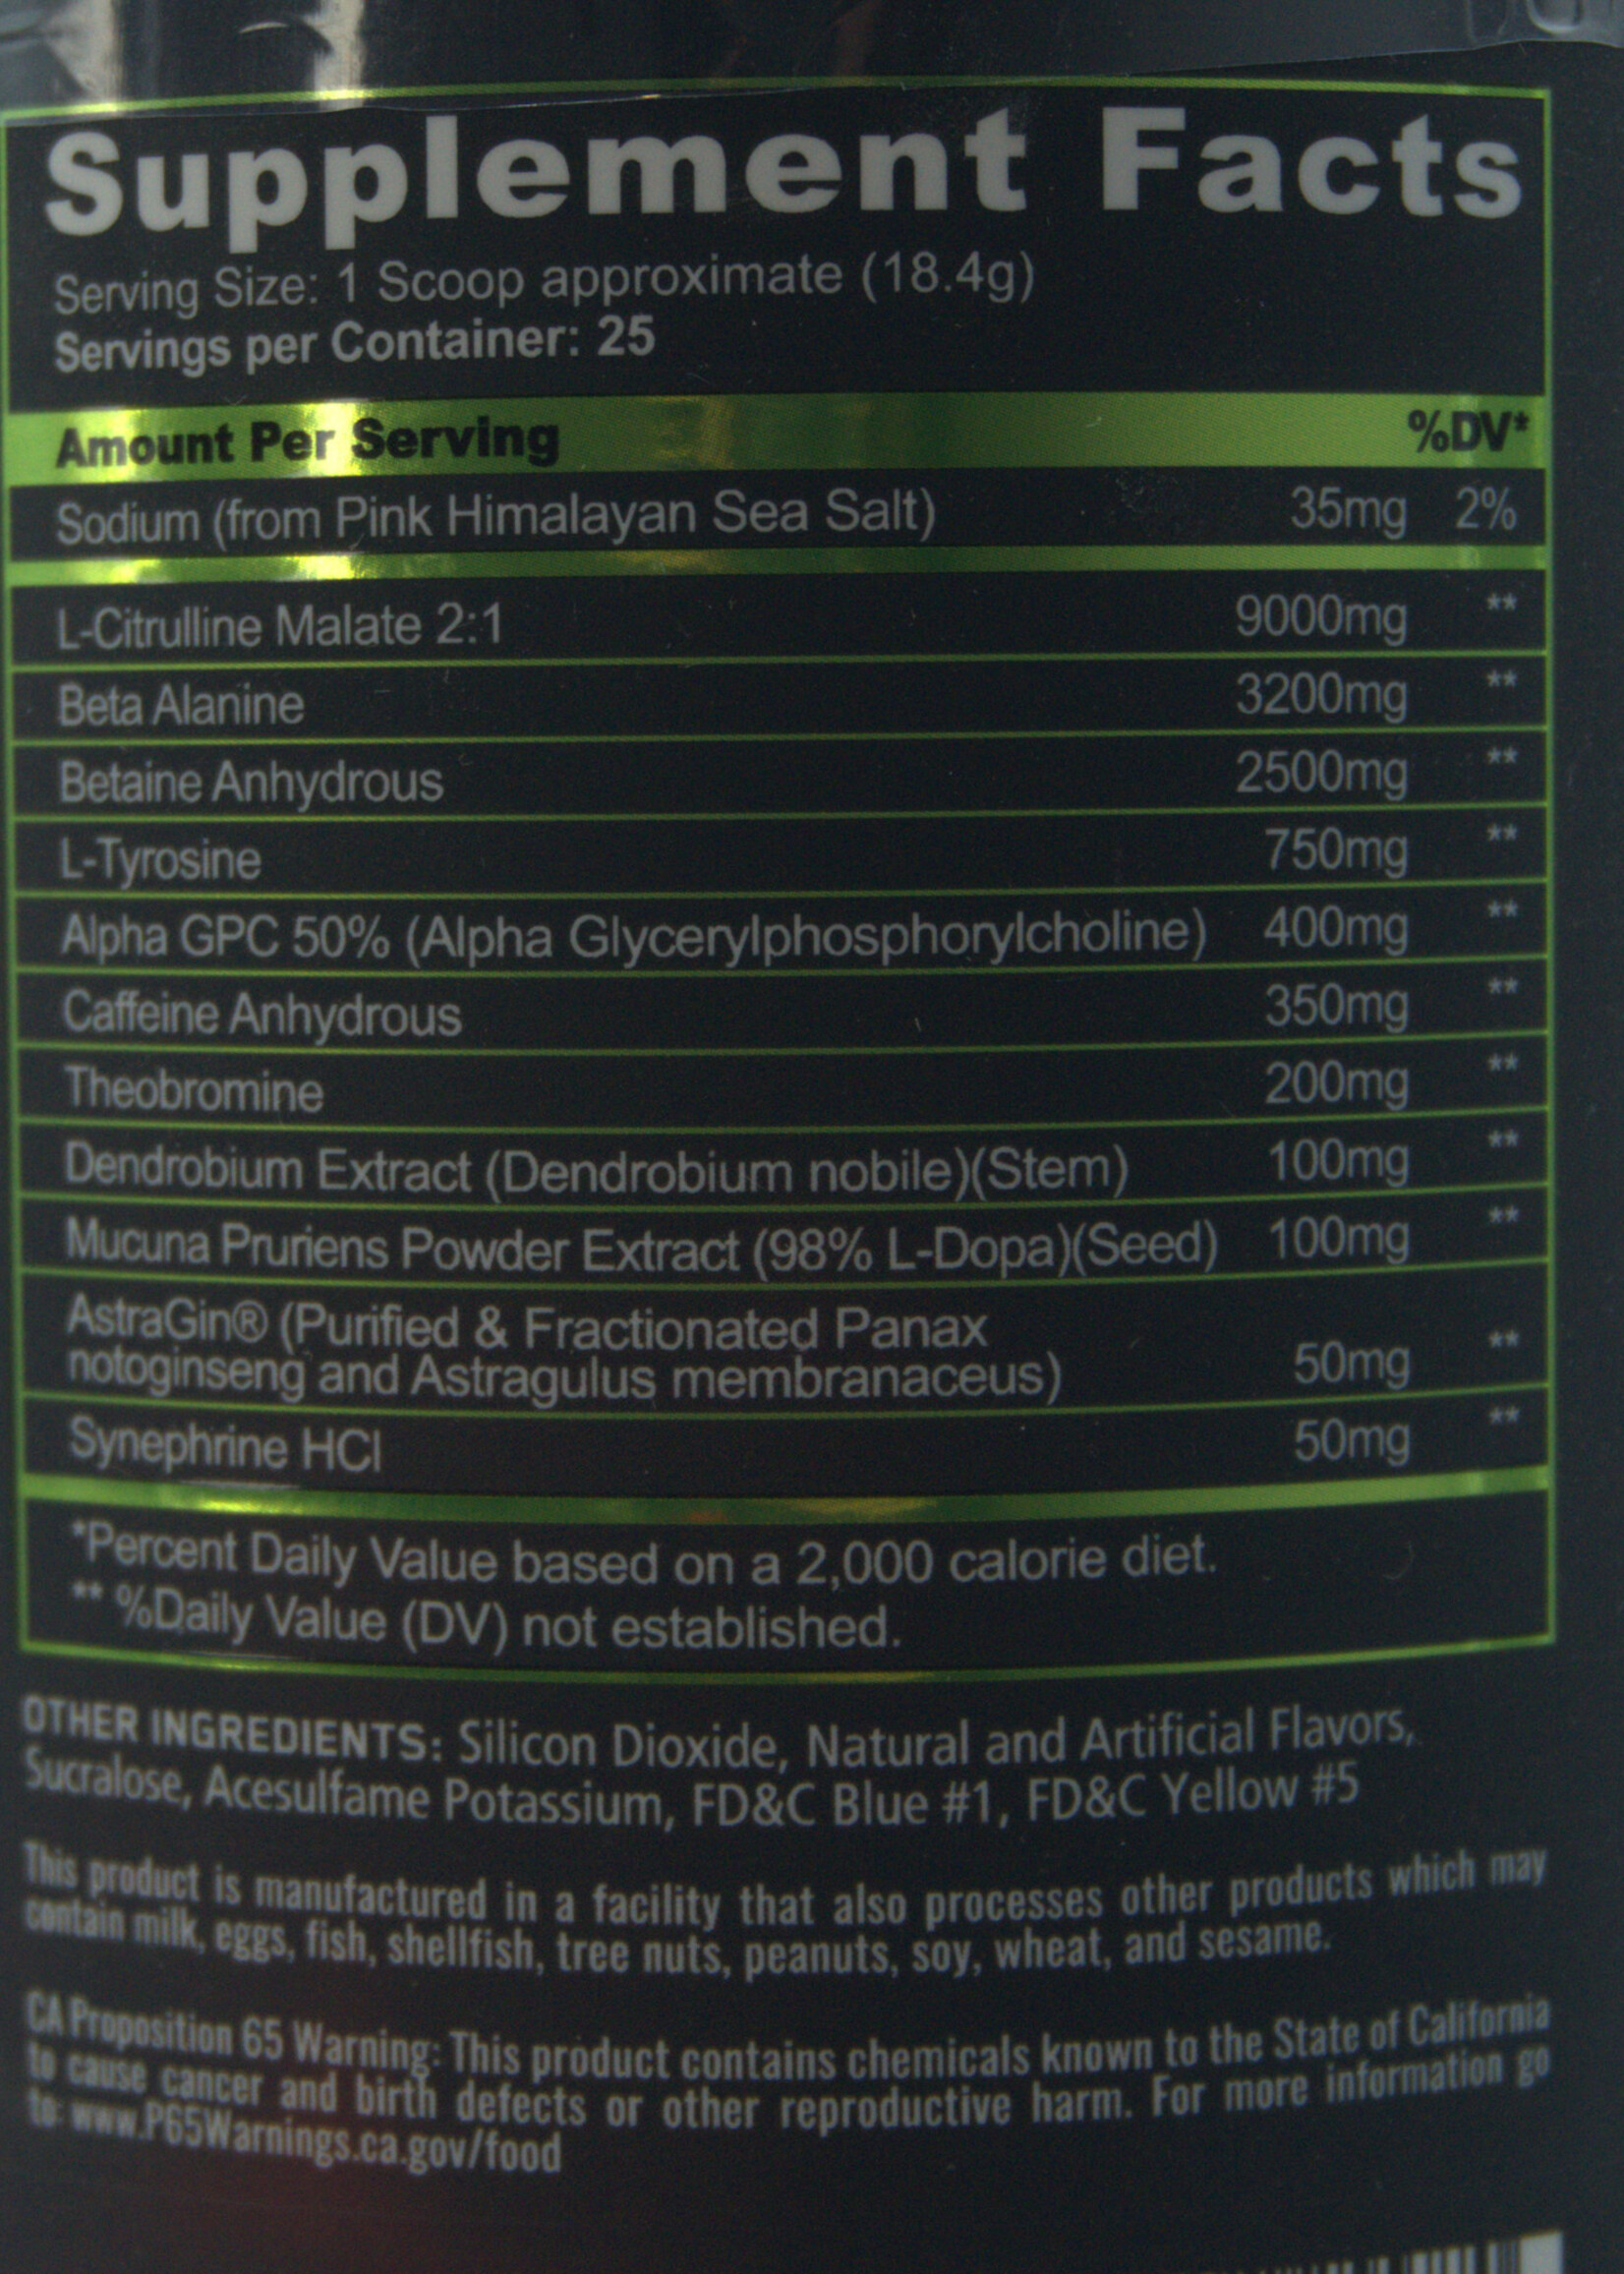 Supplement Facts
Serving Size: 1 Scoop approximate (18.4g)
Servings per Container: 25
Amount Per Serving %DV*
Sodium (from Pink Himalayan Sea Salt) 35mg 2%
L-Citrulline Malate 2:1 9000mg **
Beta Alanine 3200mg **
Betaine Anhydrous 2500mg **
L-Tyrosine 750mg **
Alpha GPC 50% (Alpha Glycerylphosphorylcholine) 400mg **
Caffeine Anhydrous 350mg **
Theobromine 200mg **
Dendrobium Extract (Dendrobium nobile)(Stem) 100mg **
Mucuna Pruriens Powder Extract (98% L-Dopa)(Seed) 100mg **
AstraGin® (Purified & Fractionated Panax
notoginseng and Astragulus membranaceus) 50mg **
Synephrine HCl 50mg **
*Percent Daily Value based on a 2,000 calorie diet.
** %Daily Value (DV) not established.
OTHER INGREDIENTS: Silicon Dioxide, Natural and Artificial Flavors,
Sucralose, Acesulfame Potassium, FD&C Blue #1, FD&C Yellow #5
This product is manufactured in a facility that also processes other products which may
contain milk, eggs, fish, shellfish, tree nuts, peanuts, soy, wheat, and sesame.
CA Proposition 65 Warning: This product contains chemicals known to the State of California
to cause cancer and birth defects or other reproductive harm. For more information go
to: www.P65Warnings.ca.gov/food